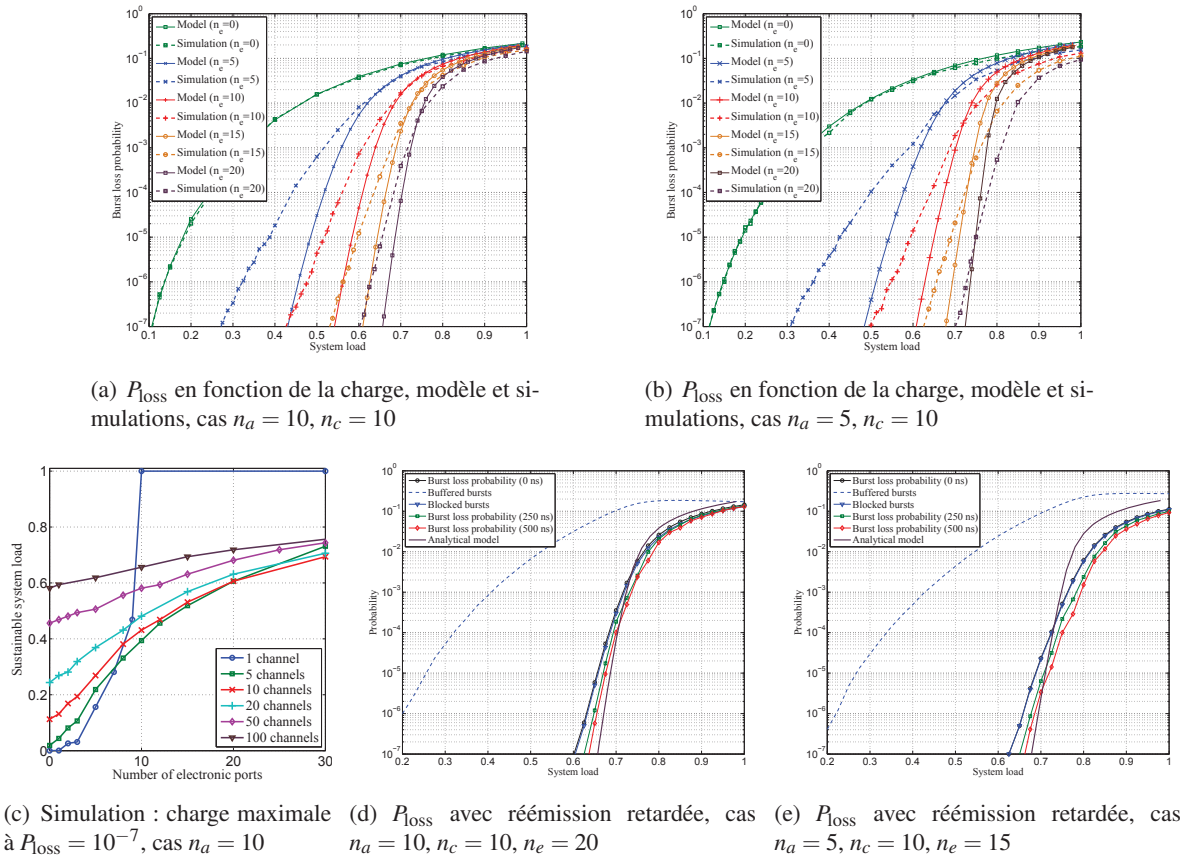 10^0
10^-1
10^-2
10^-3
10^-4
10^-5
10^-6
10^-7
Burst loss probability
Model (n_e=0)
Simulation (n_e=0)
Model (n_e=5)
Simulation (n_e=5)
Model (n_e=10)
Simulation (n_e=10)
Model (n_e=15)
Simulation (n_e=15)
Model (n_e=20)
Simulation (n_e=20)
0.1 0.2 0.3 0.4 0.5 0.6 0.7 0.8 0.9 1
System load
(a) P_loss en fonction de la charge, modèle et si-
mulations, cas n_a = 10, n_c = 10
10^0
10^-1
10^-2
10^-3
10^-4
10^-5
10^-6
10^-7
Burst loss probability
Model (n_e=0)
Simulation (n_e=0)
Model (n_e=5)
Simulation (n_e=5)
Model (n_e=10)
Simulation (n_e=10)
Model (n_e=15)
Simulation (n_e=15)
Model (n_e=20)
Simulation (n_e=20)
0.1 0.2 0.3 0.4 0.5 0.6 0.7 0.8 0.9 1
System load
(b) P_loss en fonction de la charge, modèle et si-
mulations, cas n_a = 5, n_c = 10
1
0.8
0.6
0.4
0.2
0
Sustainable system load
1 channel
5 channels
10 channels
20 channels
50 channels
100 channels
0 10 20 30
Number of electronic ports
(c) Simulation : charge maximale
à P_loss = 10^-7, cas n_a = 10
10^0
10^-1
10^-2
10^-3
10^-4
10^-5
10^-6
10^-7
Probability
Burst loss probability (0 ns)
Buffered bursts
Blocked bursts
Burst loss probability (250 ns)
Burst loss probability (500 ns)
Analytical model
0.2 0.3 0.4 0.5 0.6 0.7 0.8 0.9 1
System load
(d) P_loss avec réémission retardée, cas
n_a = 10, n_c = 10, n_e = 20
10^0
10^-1
10^-2
10^-3
10^-4
10^-5
10^-6
10^-7
Probability
Burst loss probability (0 ns)
Buffered bursts
Blocked bursts
Burst loss probability (250 ns)
Burst loss probability (500 ns)
Analytical model
0.2 0.3 0.4 0.5 0.6 0.7 0.8 0.9 1
System load
(e) P_loss avec réémission retardée, cas
n_a = 5, n_c = 10, n_e = 15